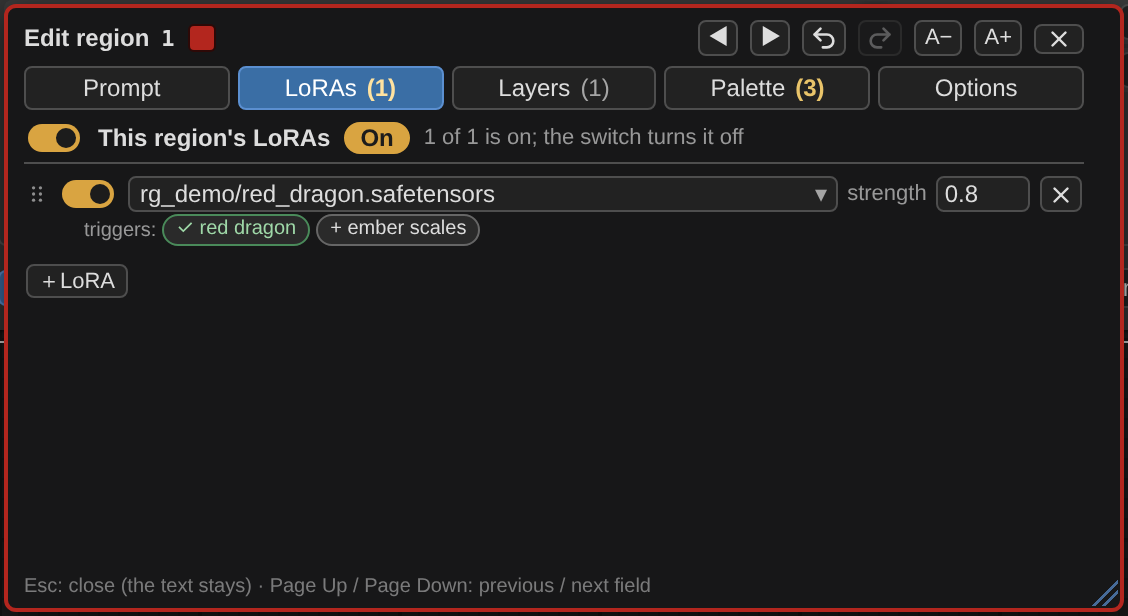 Edit region 1 A− A+
Prompt LoRAs (1) Layers (1) Palette (3) Options
This region's LoRAs On 1 of 1 is on; the switch turns it off
rg_demo/red_dragon.safetensors strength 0.8
triggers: ✓ red dragon + ember scales
+ LoRA
Esc: close (the text stays) · Page Up / Page Down: previous / next field